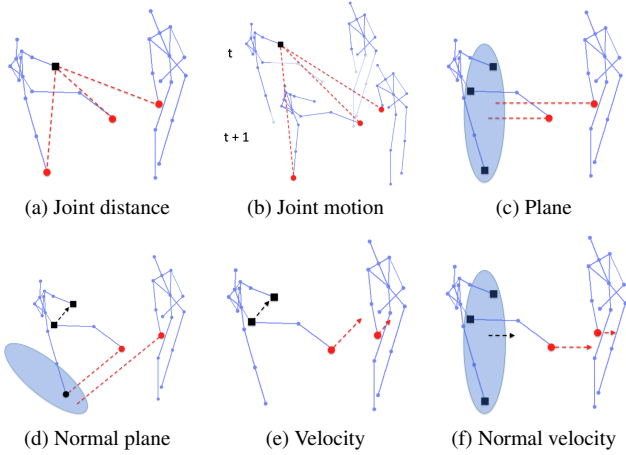 t
t + 1
(a) Joint distance
(b) Joint motion
(c) Plane
(d) Normal plane
(e) Velocity
(f) Normal velocity